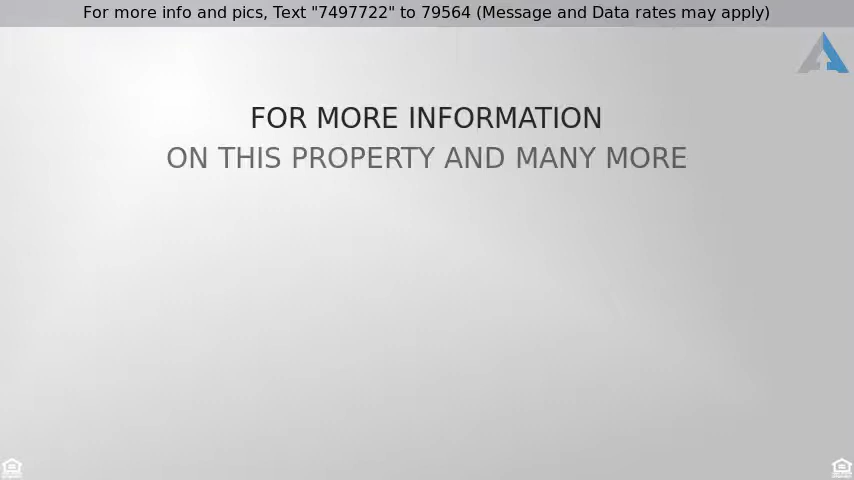 For more info and pics, Text "7497722" to 79564 (Message and Data rates may apply)
FOR MORE INFORMATION
ON THIS PROPERTY AND MANY MORE